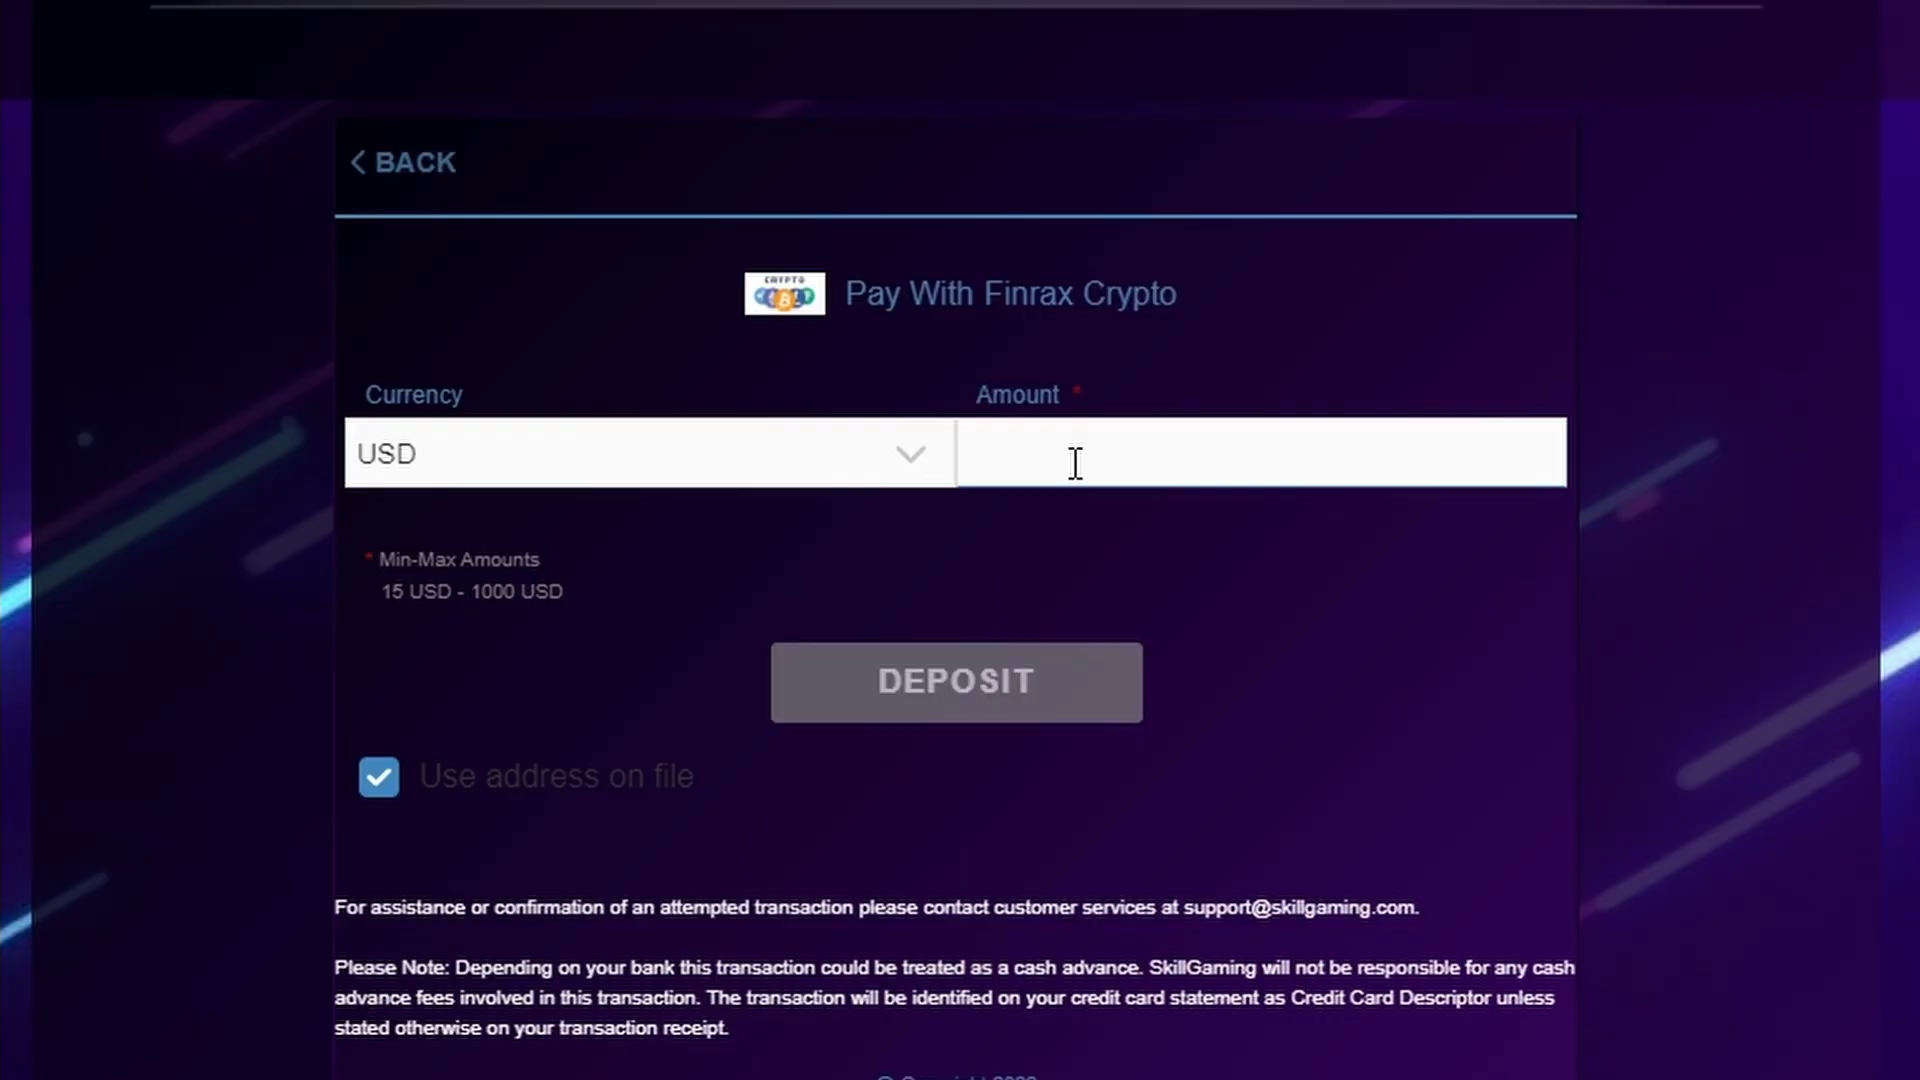 BACK
CRYPTO
Pay With Finrax Crypto
Currency
Amount *
USD
* Min-Max Amounts
15 USD - 1000 USD
DEPOSIT
Use address on file
For assistance or confirmation of an attempted transaction please contact customer services at support@skillgaming.com.
Please Note: Depending on your bank this transaction could be treated as a cash advance. SkillGaming will not be responsible for any cash
advance fees involved in this transaction. The transaction will be identified on your credit card statement as Credit Card Descriptor unless
stated otherwise on your transaction receipt.